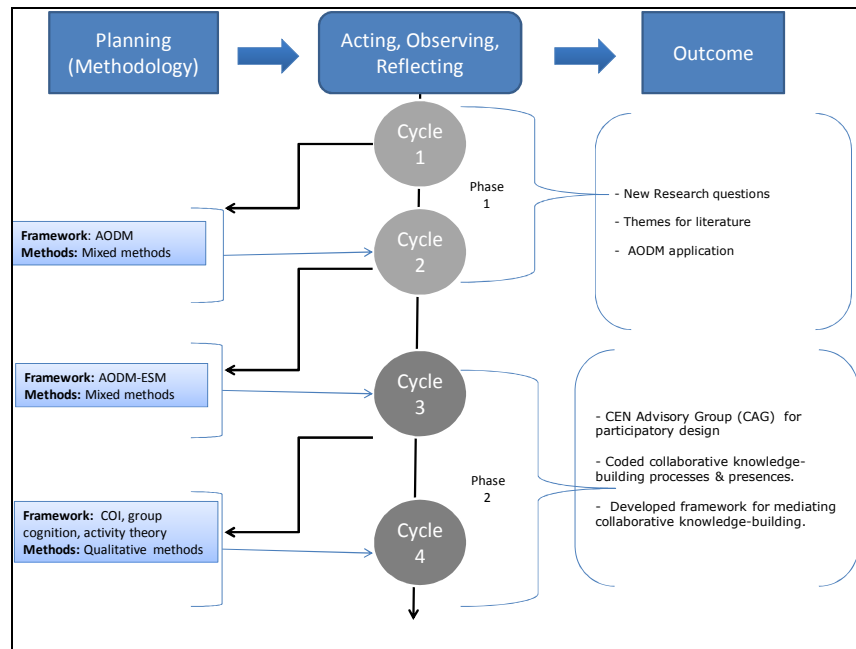 Planning
(Methodology)
Acting, Observing,
Reflecting
Outcome
Cycle
1
Phase
1
- New Research questions
- Themes for literature
- AODM application
Framework: AODM
Methods: Mixed methods
Cycle
2
Framework: AODM-ESM
Methods: Mixed methods
Cycle
3
- CEN Advisory Group (CAG) for
participatory design
- Coded collaborative knowledge-
building processes & presences.
- Developed framework for mediating
collaborative knowledge-building.
Phase
2
Framework: COI, group
cognition, activity theory
Methods: Qualitative methods
Cycle
4